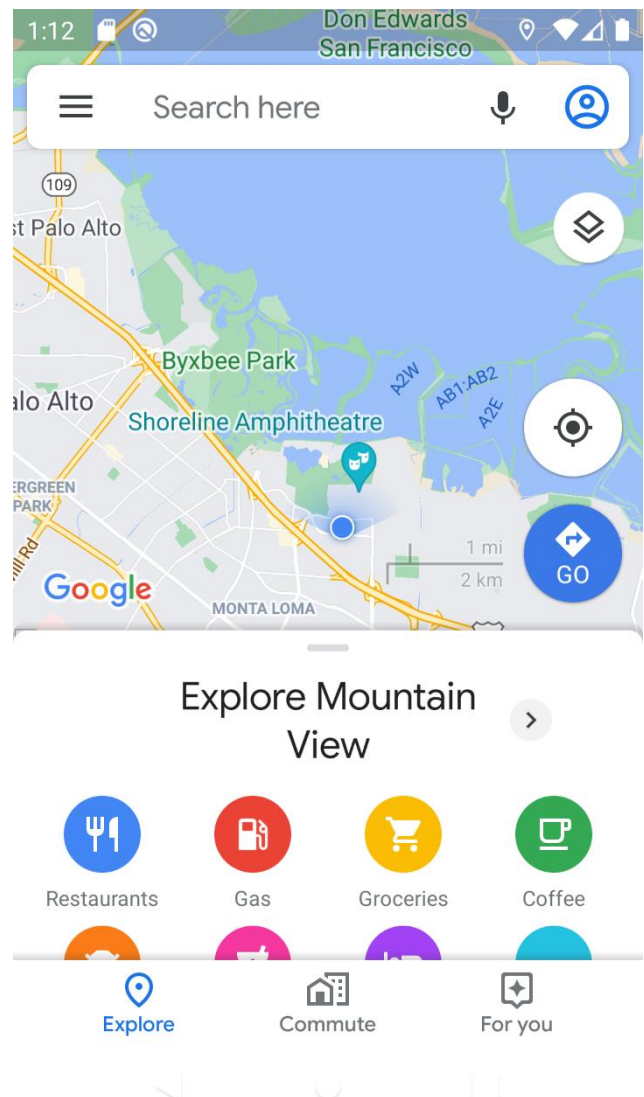 1:12
Don Edwards
San Francisco
Search here
109
st Palo Alto
Byxbee Park
A2W
AB1:AB2
A2E
alo Alto
Shoreline Amphitheatre
ERGREEN
PARK
ill Rd
1 mi
2 km
GO
Google
MONTA LOMA
Explore Mountain
View
Restaurants
Gas
Groceries
Coffee
Explore
Commute
For you